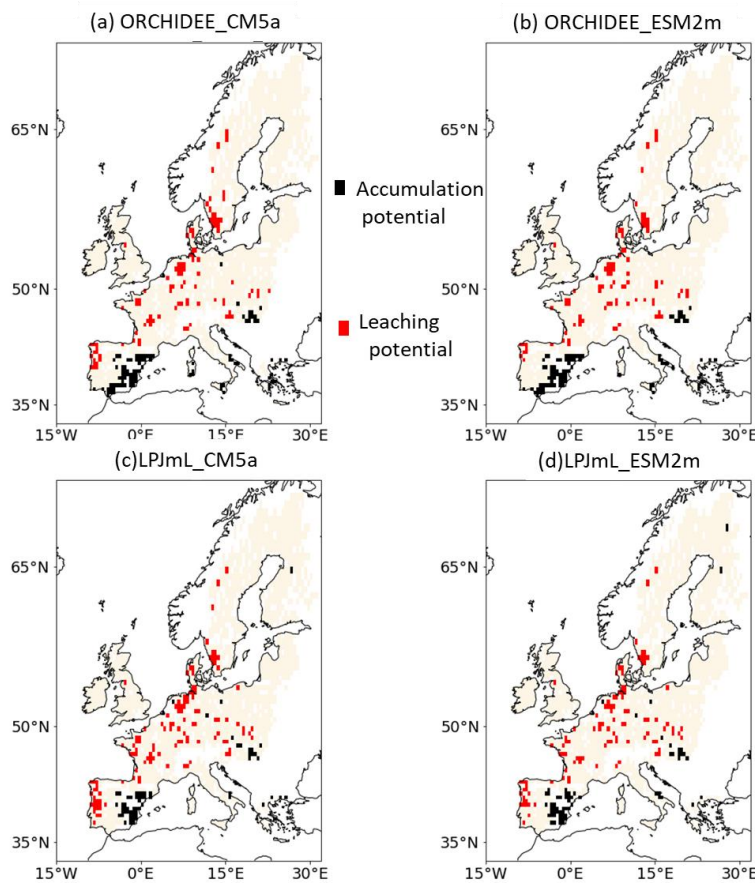 (a) ORCHIDEE_CM5a
(b) ORCHIDEE_ESM2m
65°N
50°N
35°N
15°W 0°E 15°E 30°E
Accumulation
potential
Leaching
potential
65°N
50°N
35°N
15°W 0°E 15°E 30°E
(c)LPJmL_CM5a
(d)LPJmL_ESM2m
65°N
50°N
35°N
15°W 0°E 15°E 30°E
65°N
50°N
35°N
15°W 0°E 15°E 30°E